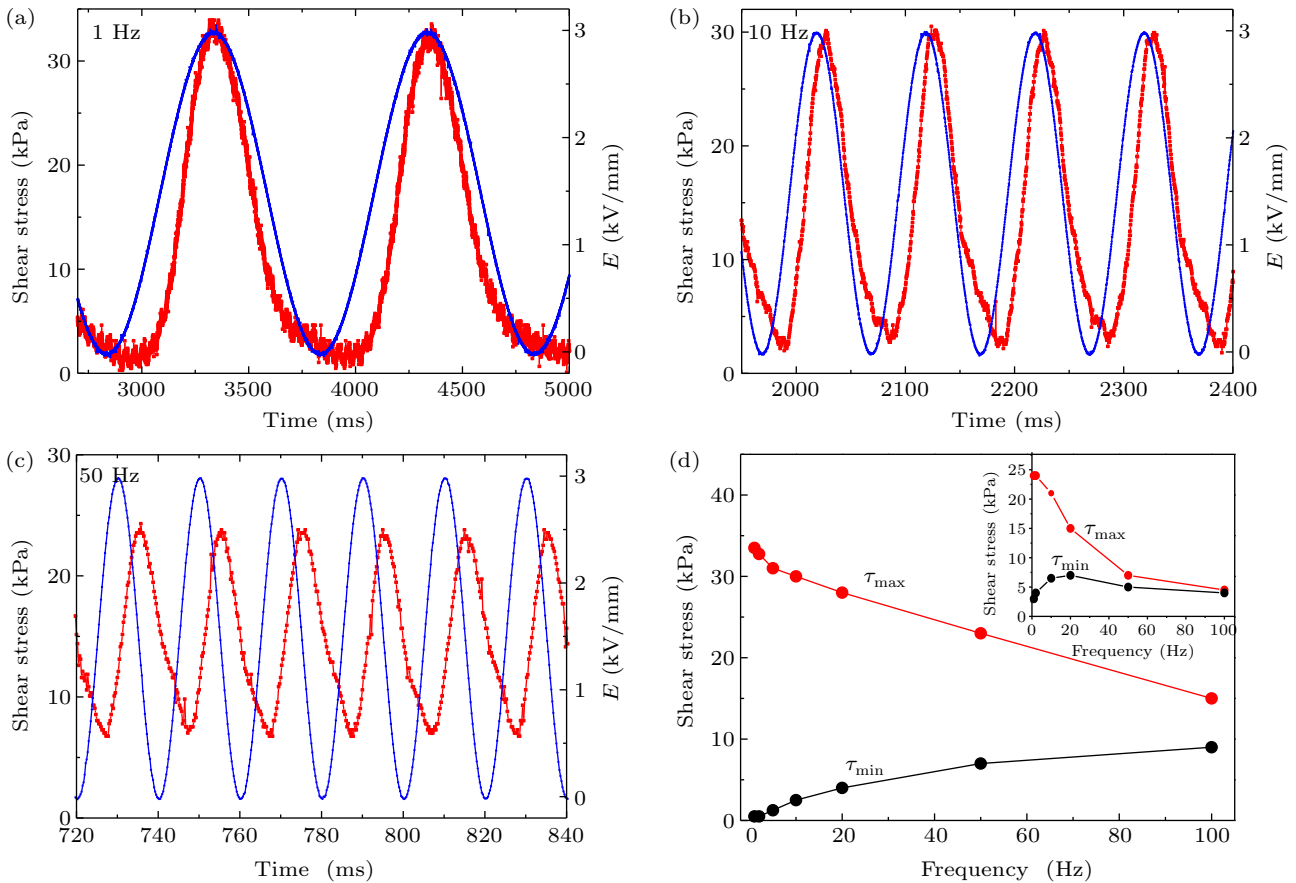 (a)
1 Hz
Shear stress (kPa)
30
20
10
0
3
2
1
0
E (kV/mm)
3000 3500 4000 4500 5000
Time (ms)
(b)
10 Hz
Shear stress (kPa)
30
20
10
0
3
2
1
0
E (kV/mm)
2000 2100 2200 2300 2400
Time (ms)
(c)
50 Hz
Shear stress (kPa)
30
20
10
0
3
2
1
0
E (kV/mm)
720 740 760 780 800 820 840
Time (ms)
(d)
Shear stress (kPa)
40
30
20
10
0
τmax
τmin
0 20 40 60 80 100
Frequency (Hz)
Shear stress (kPa)
25
20
15
10
5
0
τmax
τmin
0 20 40 60 80 100
Frequency (Hz)